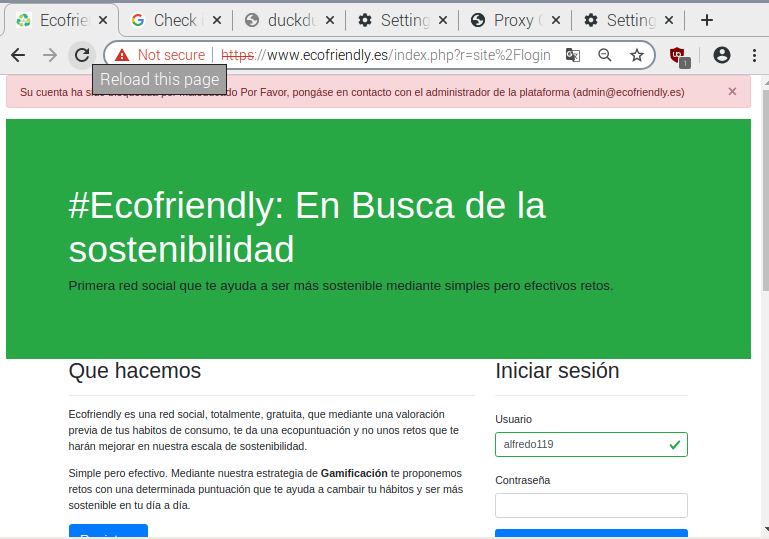 Ecofrie
Check i
duckdu
Setting
Proxy
Setting
Not secure
https://www.ecofriendly.es/index.php?r=site%2Flogin
1
Reload this page
Su cuenta ha sido bloqueada por maleducado Por Favor, pongáse en contacto con el administrador de la plataforma (admin@ecofriendly.es)
×
#Ecofriendly: En Busca de la
sostenibilidad
Primera red social que te ayuda a ser más sostenible mediante simples pero efectivos retos.
Que hacemos
Ecofriendly es una red social, totalmente, gratuita, que mediante una valoración
previa de tus habitos de consumo, te da una ecopuntuación y no unos retos que te
harán mejorar en nuestra escala de sostenibilidad.
Simple pero efectivo. Mediante nuestra estrategia de Gamificación te proponemos
retos con una determinada puntuación que te ayuda a cambair tu hábitos y ser más
sostenible en tu día a día.
Iniciar sesión
Usuario
alfredo119
Contraseña